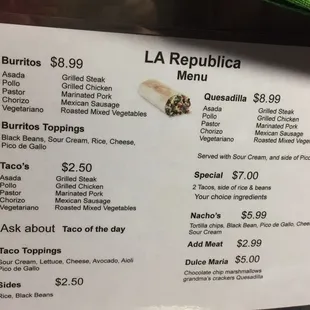 LA Republica
Menu
Burritos $8.99
Asada Grilled Steak
Pollo Grilled Chicken
Pastor Marinated Pork
Chorizo Mexican Sausage
Vegetariano Roasted Mixed Vegetables
Burritos Toppings
Black Beans, Sour Cream, Rice, Cheese,
Pico de Gallo
Taco's $2.50
Asada Grilled Steak
Pollo Grilled Chicken
Pastor Marinated Pork
Chorizo Mexican Sausage
Vegetariano Roasted Mixed Vegetables
Ask about Taco of the day
Taco Toppings
Sour Cream, Lettuce, Cheese, Avocado, Aioli
Pico de Gallo
Sides $2.50
Rice, Black Beans
Quesadilla $8.99
Asada Grilled Steak
Pollo Grilled Chicken
Pastor Marinated Pork
Chorizo Mexican Sausage
Vegetariano Roasted Mixed Vegetables
Served with Sour Cream, and side of Pico
Special $7.00
2 Tacos, side of rice & beans
Your choice ingredients
Nacho's $5.99
Tortilla chips, Black Bean, Pico de Gallo, Chee
Sour Cream
Add Meat $2.99
Dulce Maria $5.00
Chocolate chip marshmallows
grandma's crackers Quesadilla